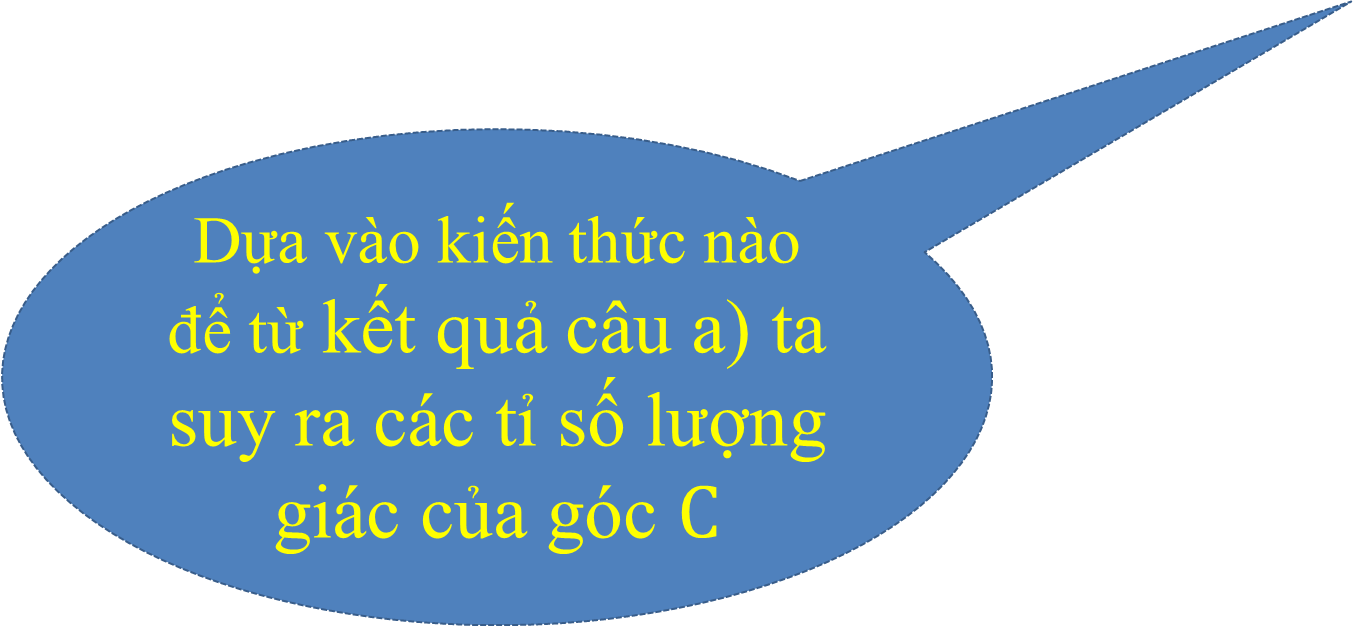 Dựa vào kiến thức nào
để từ kết quả câu a) ta
suy ra các tỉ số lượng
giác của góc C